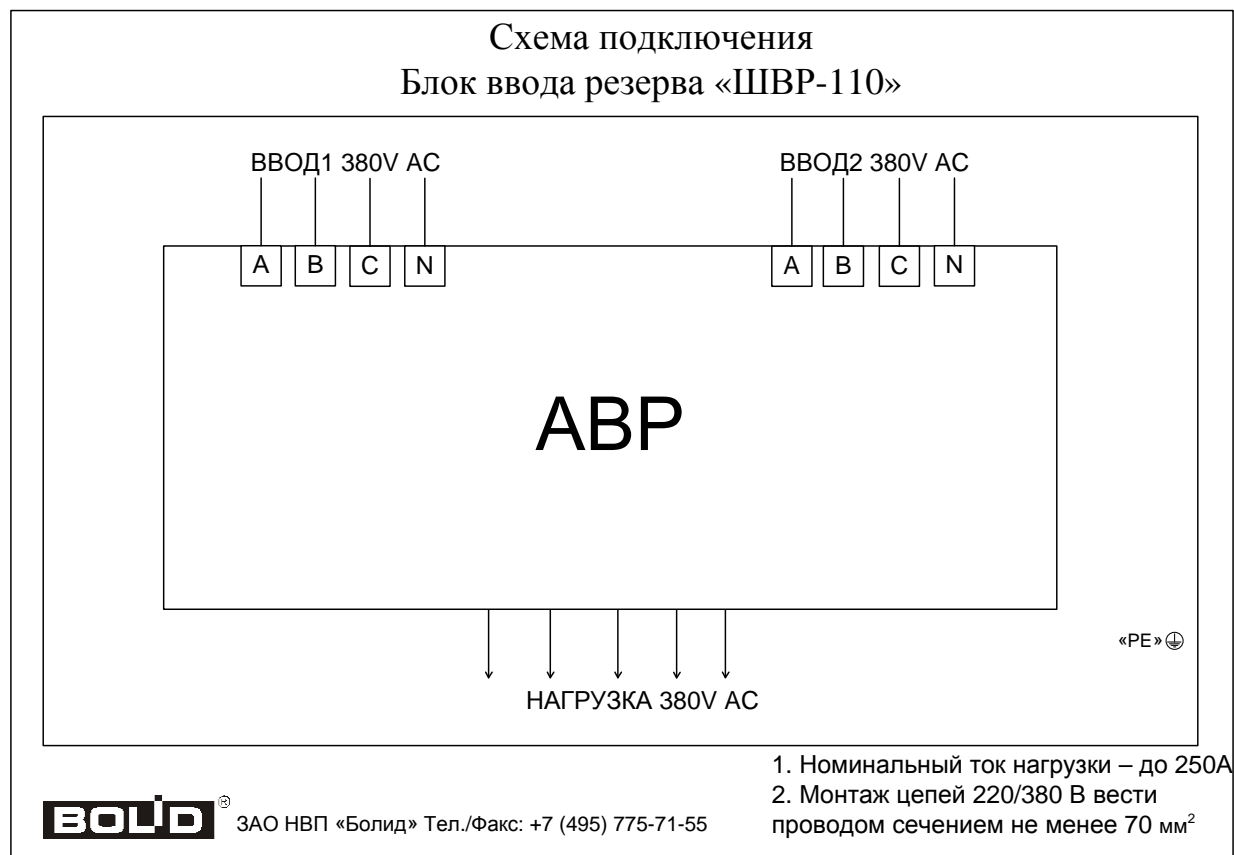 Схема подключения
Блок ввода резерва «ШВР-110»
ВВОД1 380V AC
ВВОД2 380V AC
A B C N
A B C N
АВР
«PE»
НАГРУЗКА 380V AC
1. Номинальный ток нагрузки – до 250А
2. Монтаж цепей 220/380 В вести
проводом сечением не менее 70 мм²
BOLID ® ЗАО НВП «Болид» Тел./Факс: +7 (495) 775-71-55